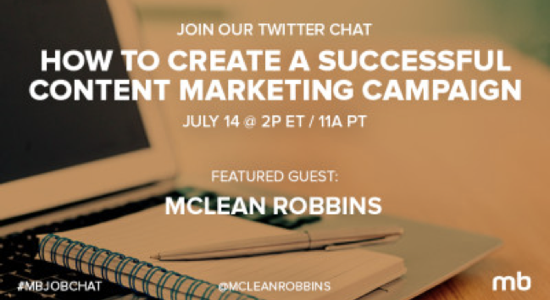 JOIN OUR TWITTER CHAT
HOW TO CREATE A SUCCESSFUL
CONTENT MARKETING CAMPAIGN
JULY 14 @ 2P ET / 11A PT
FEATURED GUEST:
MCLEAN ROBBINS
#MBJOBCHAT
@MCLEANROBBINS
mb